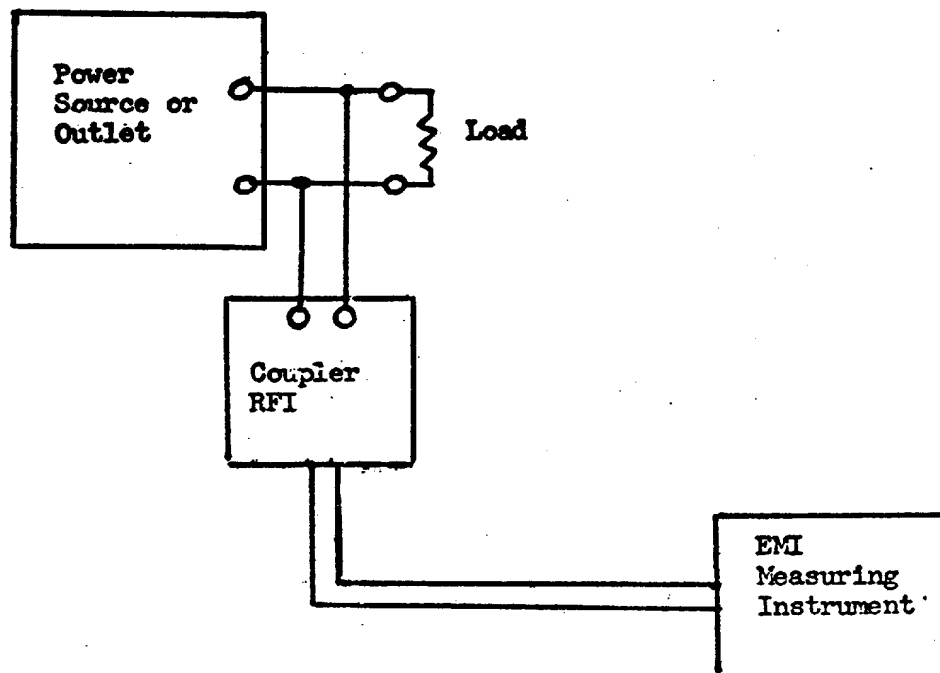 Power
Source or
Outlet
Load
Coupler
RFI
EMI
Measuring
Instrument